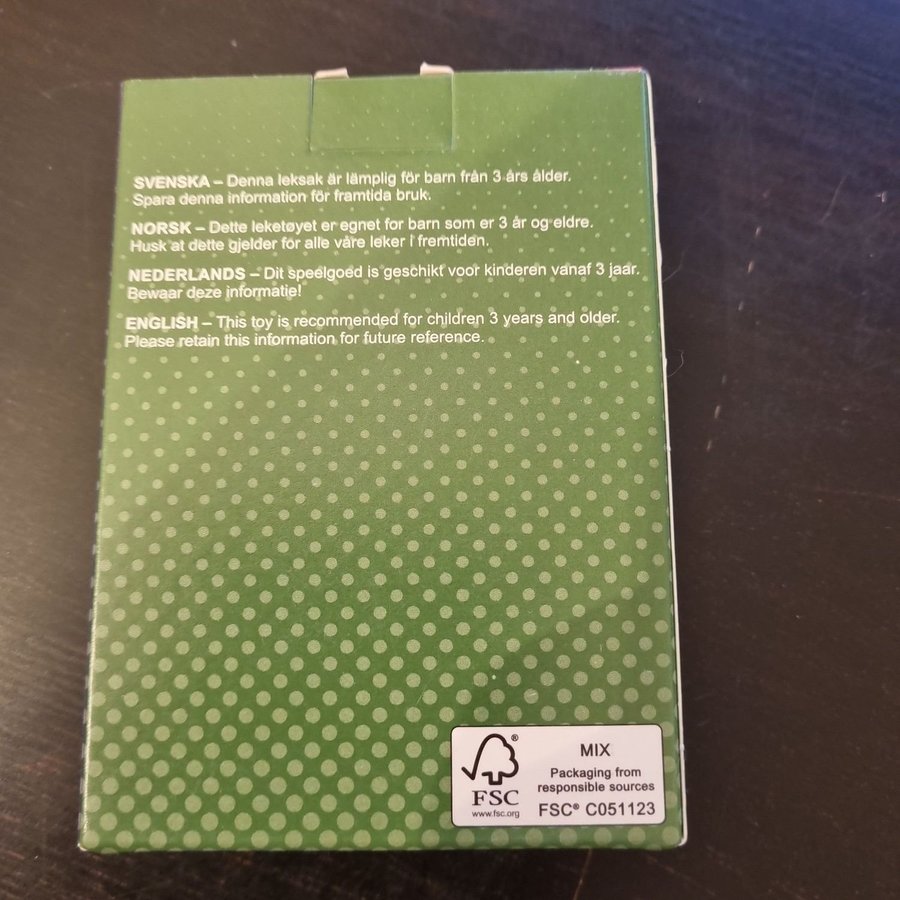 SVENSKA – Denna leksak är lämplig för barn från 3 års ålder.
Spara denna information för framtida bruk.
NORSK – Dette leketøyet er egnet for barn som er 3 år og eldre.
Husk at dette gjelder for alle våre leker i fremtiden.
NEDERLANDS – Dit speelgoed is geschikt voor kinderen vanaf 3 jaar.
Bewaar deze informatie!
ENGLISH – This toy is recommended for children 3 years and older.
Please retain this information for future reference.
®
FSC
www.fsc.org
MIX
Packaging from
responsible sources
FSC® C051123